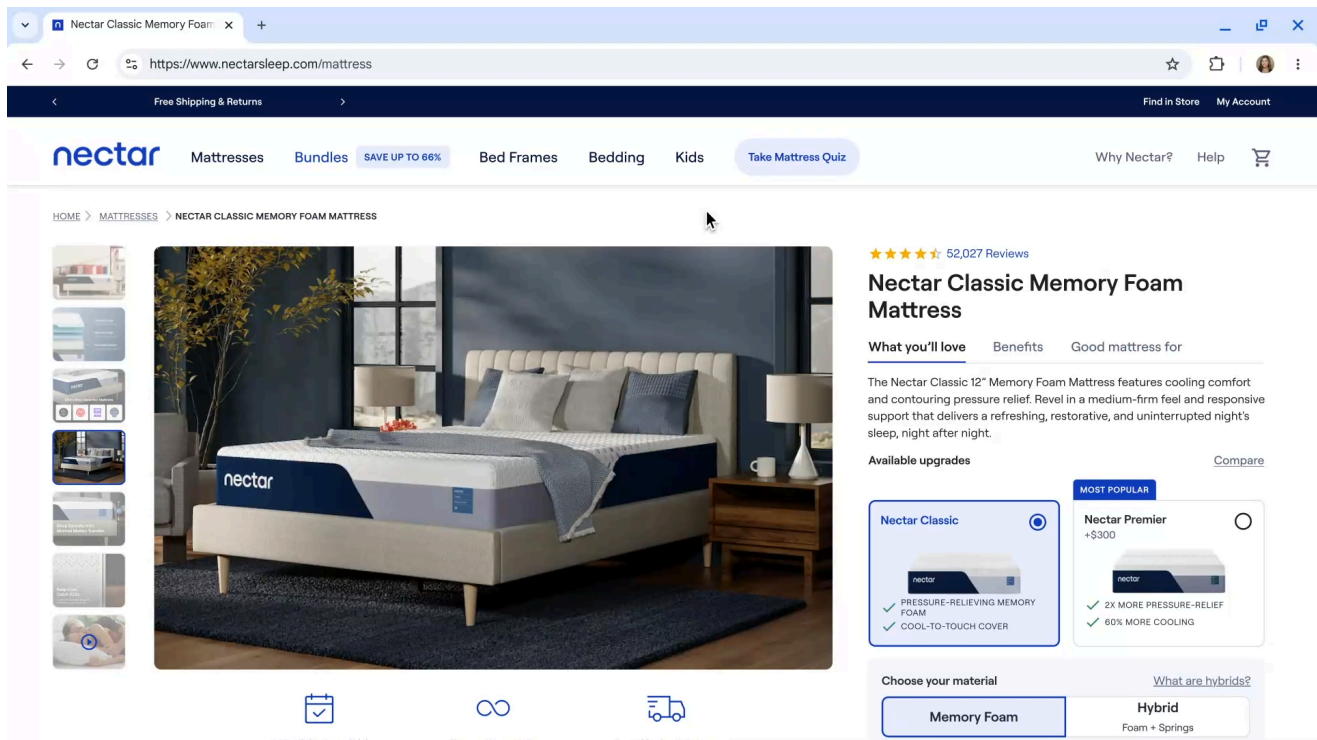 Nectar Classic Memory Foam
https://www.nectarsleep.com/mattress
Free Shipping & Returns
Find in Store My Account
nectar
Mattresses Bundles SAVE UP TO 66% Bed Frames Bedding Kids Take Mattress Quiz Why Nectar? Help
HOME > MATTRESSES > NECTAR CLASSIC MEMORY FOAM MATTRESS
nectar
52,027 Reviews
Nectar Classic Memory Foam
Mattress
What you'll love Benefits Good mattress for
The Nectar Classic 12" Memory Foam Mattress features cooling comfort
and contouring pressure relief. Revel in a medium-firm feel and responsive
support that delivers a refreshing, restorative, and uninterrupted night's
sleep, night after night.
Available upgrades Compare
Nectar Classic
nectar
PRESSURE-RELIEVING MEMORY
FOAM
COOL-TO-TOUCH COVER
MOST POPULAR
Nectar Premier
+$300
nectar
2X MORE PRESSURE-RELIEF
60% MORE COOLING
Choose your material What are hybrids?
Memory Foam
Hybrid
Foam + Springs